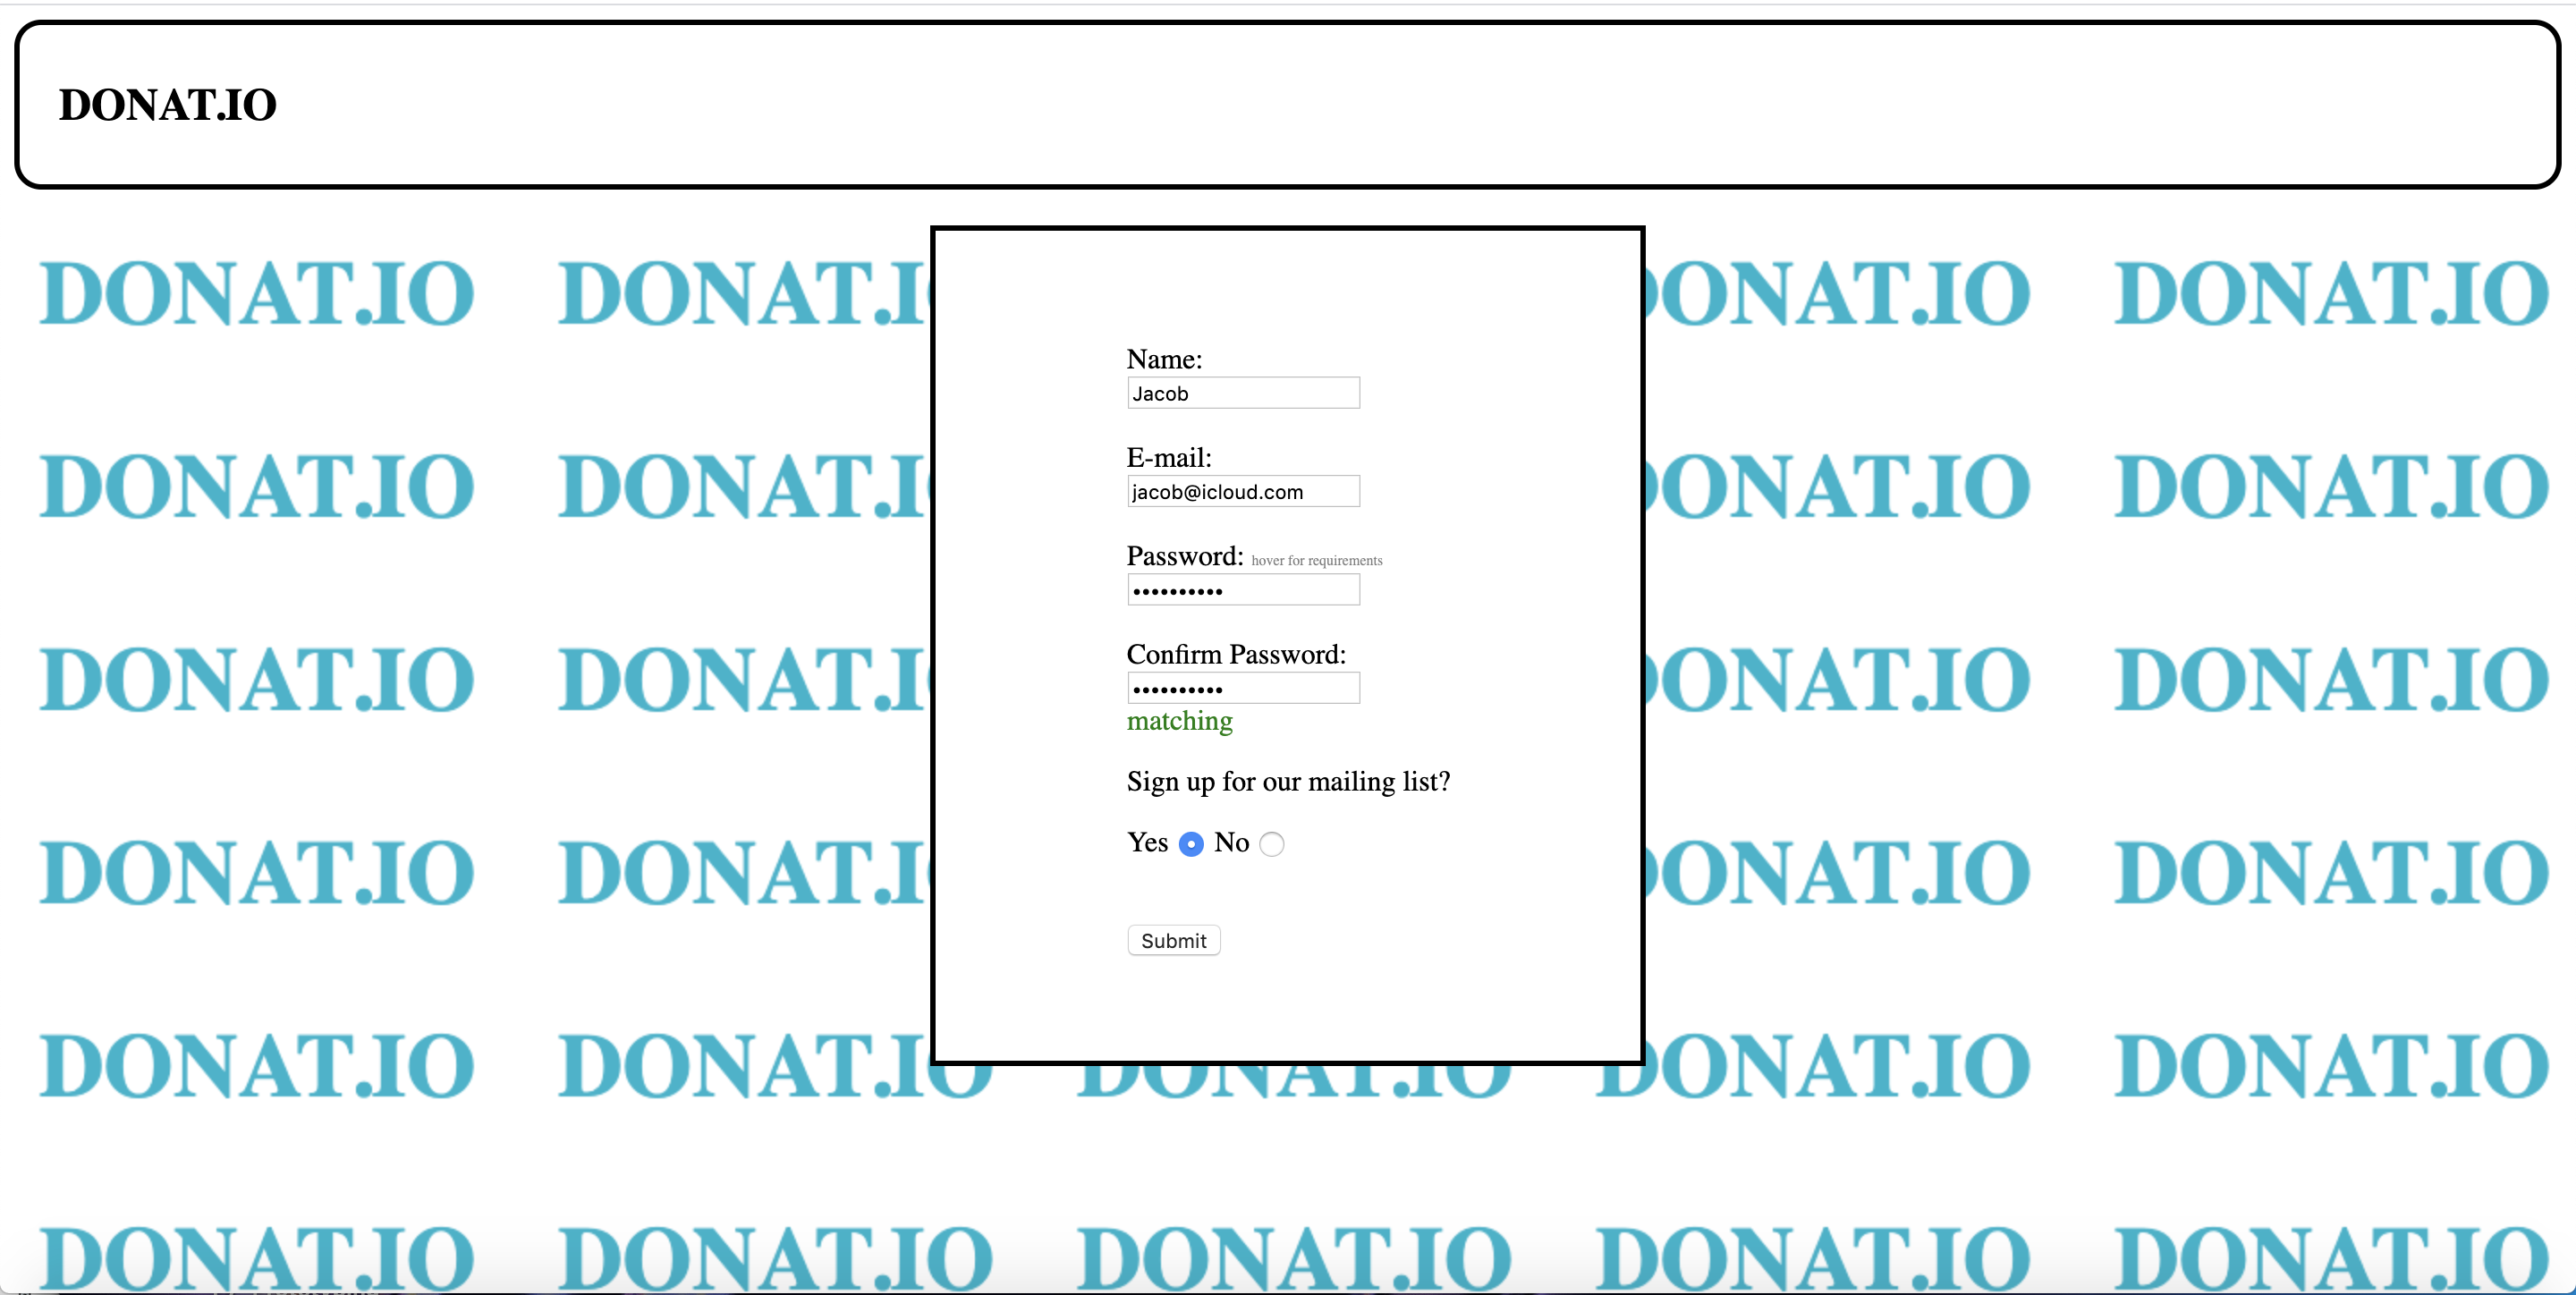 DONAT.IO
DONAT.IO DONAT.I ONAT.IO DONAT.IO
Name:
Jacob
E-mail:
jacob@icloud.com
DONAT.IO DONAT.I ONAT.IO DONAT.IO
Password: hover for requirements
••••••••••
Confirm Password:
••••••••••
DONAT.IO DONAT.I ONAT.IO DONAT.IO
matching
Sign up for our mailing list?
Yes No
DONAT.IO DONAT.I ONAT.IO DONAT.IO
Submit
DONAT.IO DONAT.IO DONAT.IO DONAT.IO DONAT.IO
DONAT.IO DONAT.IO DONAT.IO DONAT.IO DONAT.IO